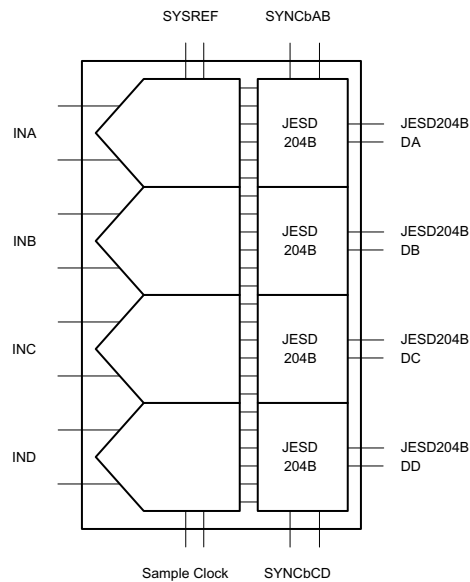 SYSREF
SYNCbAB
INA
JESD
204B
JESD204B
DA
INB
JESD
204B
JESD204B
DB
INC
JESD
204B
JESD204B
DC
IND
JESD
204B
JESD204B
DD
Sample Clock
SYNCbCD